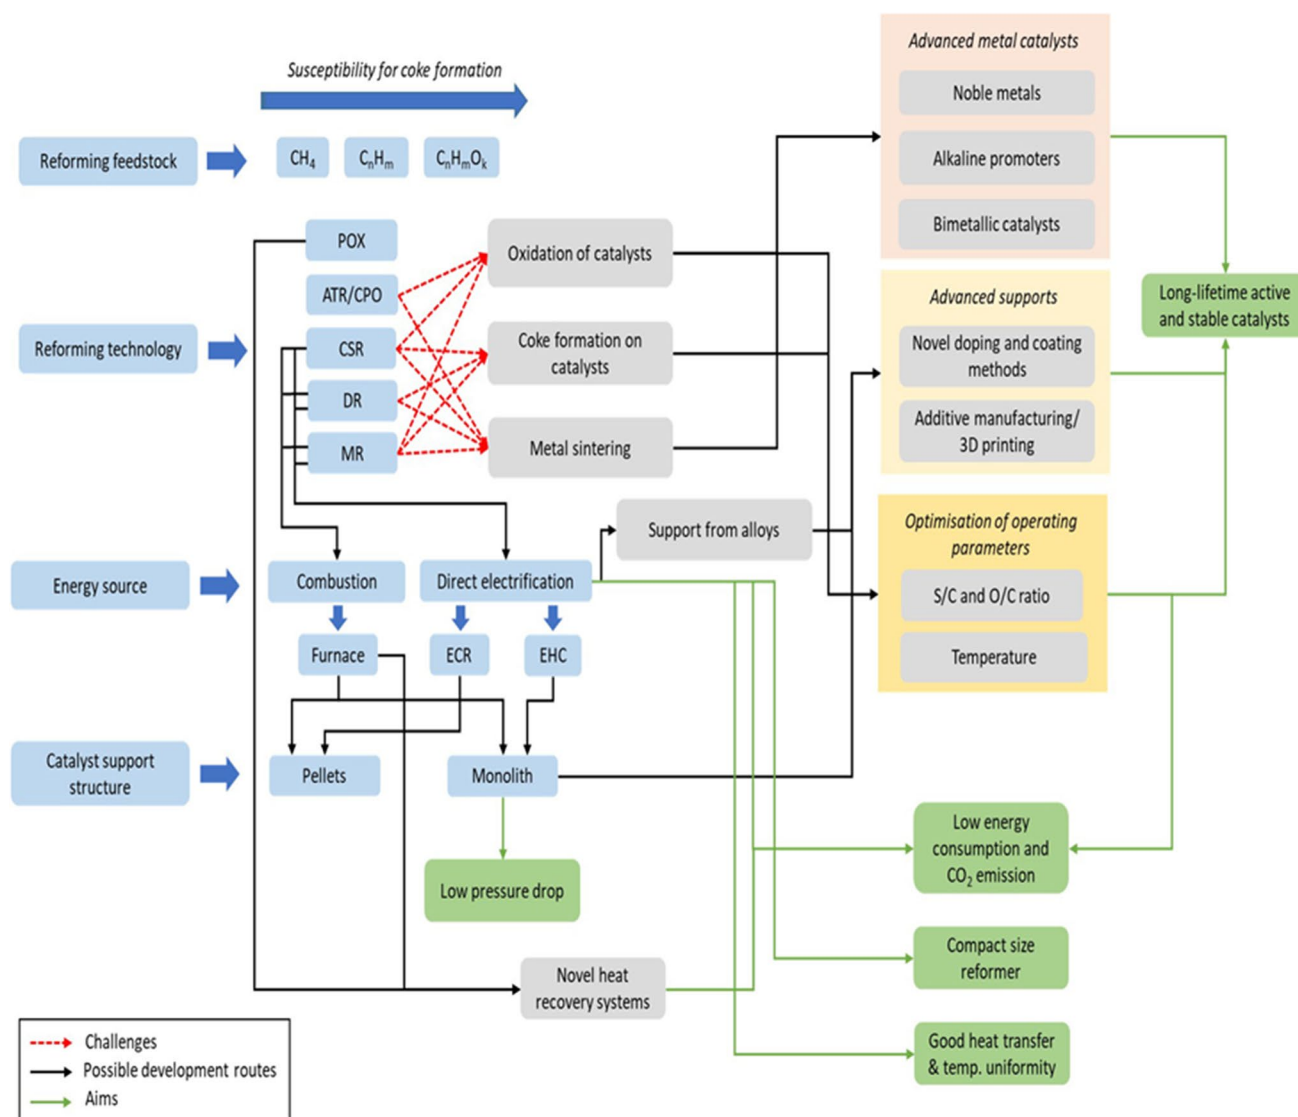 Susceptibility for coke formation
Reforming feedstock
CH4
CnHm
CnHmOk
Reforming technology
POX
ATR/CPO
CSR
DR
MR
Oxidation of catalysts
Coke formation on
catalysts
Metal sintering
Advanced metal catalysts
Noble metals
Alkaline promoters
Bimetallic catalysts
Advanced supports
Novel doping and coating
methods
Additive manufacturing/
3D printing
Long-lifetime active
and stable catalysts
Support from alloys
Optimisation of operating
parameters
S/C and O/C ratio
Temperature
Energy source
Combustion
Direct electrification
Furnace
ECR
EHC
Catalyst support
structure
Pellets
Monolith
Low pressure drop
Low energy
consumption and
CO2 emission
Compact size
reformer
Novel heat
recovery systems
Good heat transfer
& temp. uniformity
Challenges
Possible development routes
Aims